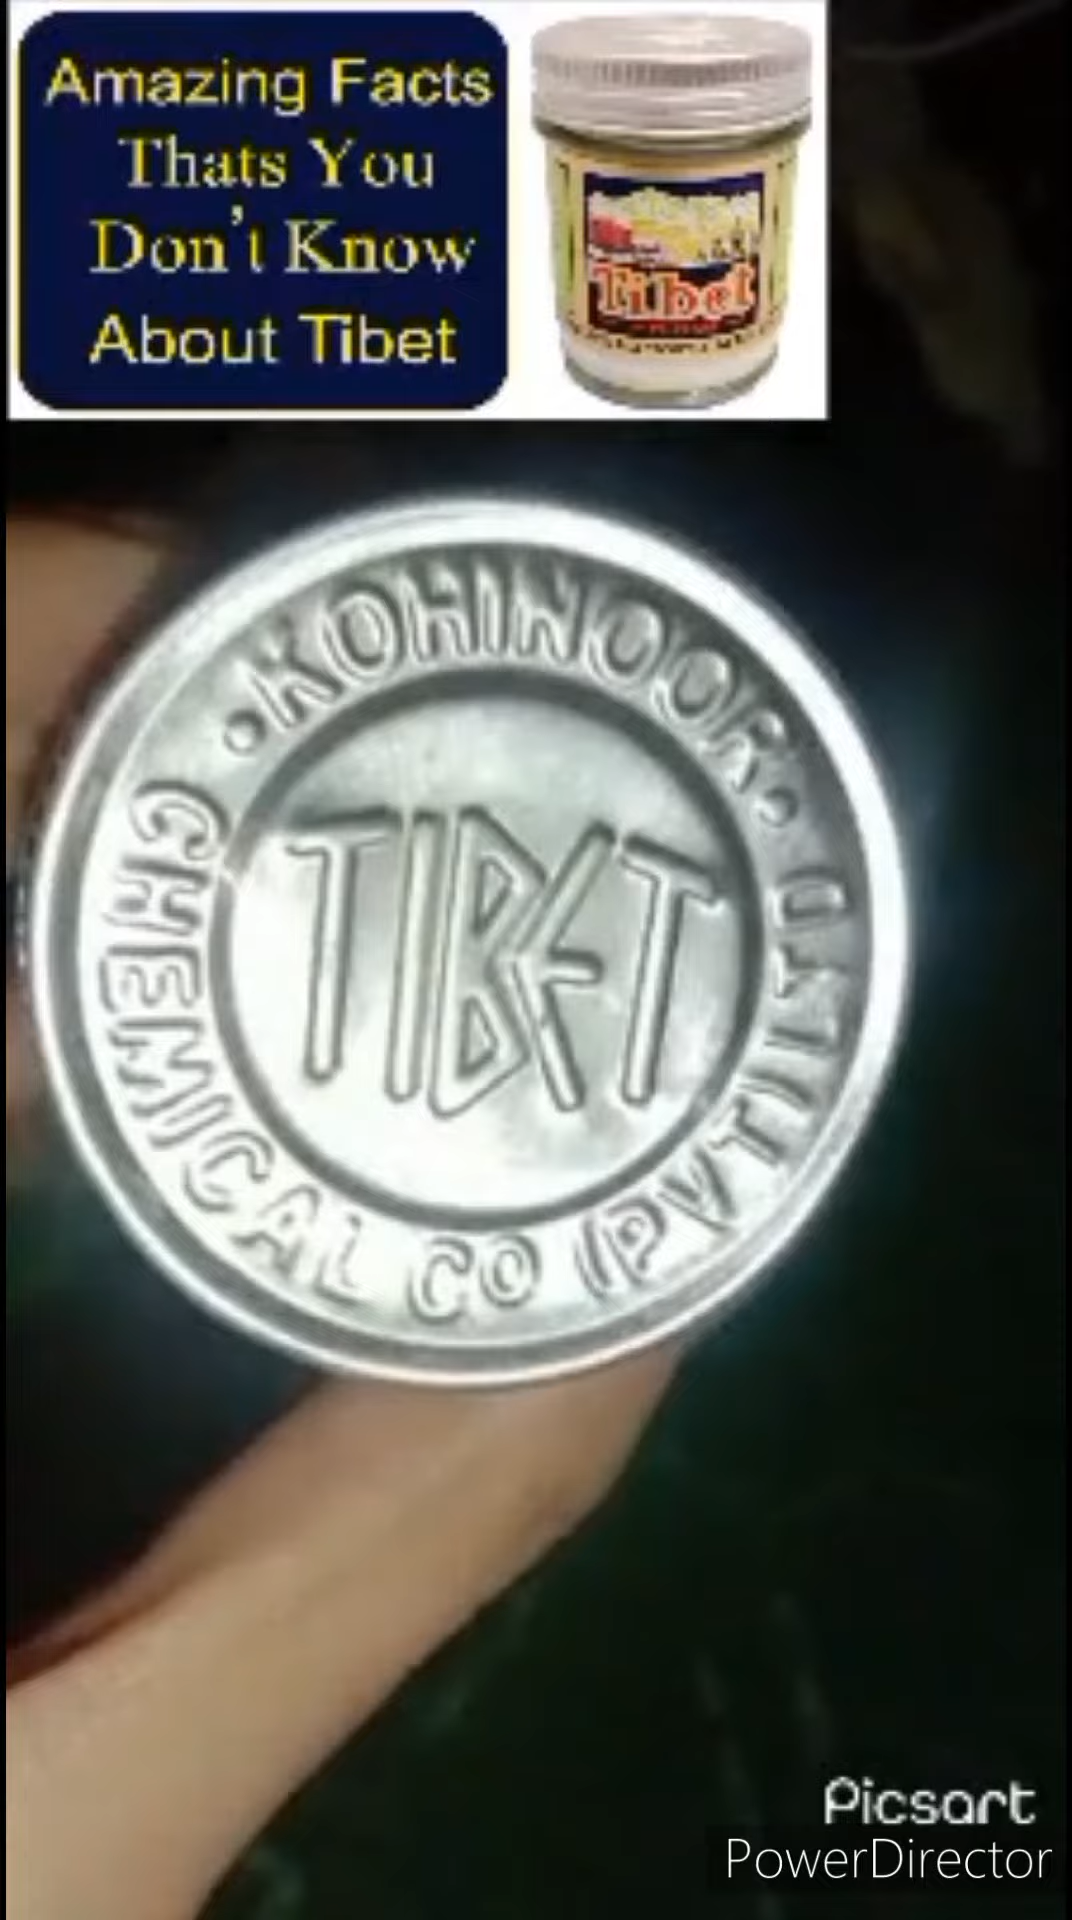 Amazing Facts
Thats You
Don't Know
About Tibet
Tibet
•KOHINOOR•
TIBET
CHEMICAL CO (PVT) LTD
Picsart
PowerDirector